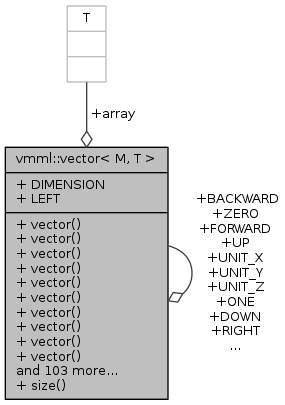 T
+array
vmml::vector< M, T >
+ DIMENSION
+ LEFT
+ vector()
+ vector()
+ vector()
+ vector()
+ vector()
+ vector()
+ vector()
+ vector()
+ vector()
+ vector()
and 103 more...
+ size()
+BACKWARD
+ZERO
+FORWARD
+UP
+UNIT_X
+UNIT_Y
+UNIT_Z
+ONE
+DOWN
+RIGHT
...